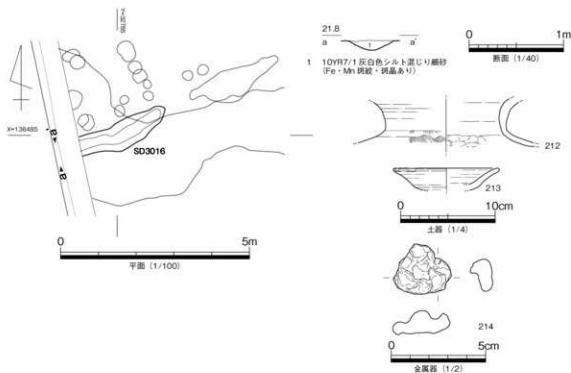 Y=32785
X=136485
SD3016
a a'
0 5m
平面（1/100）
21.8
a a'
1
1 10YR7/1 灰白色シルト混じり細砂
（Fe・Mn 斑紋・斑晶あり）
0 1m
断面（1/40）
212
213
0 10cm
土器（1/4）
214
0 5cm
金属器（1/2）